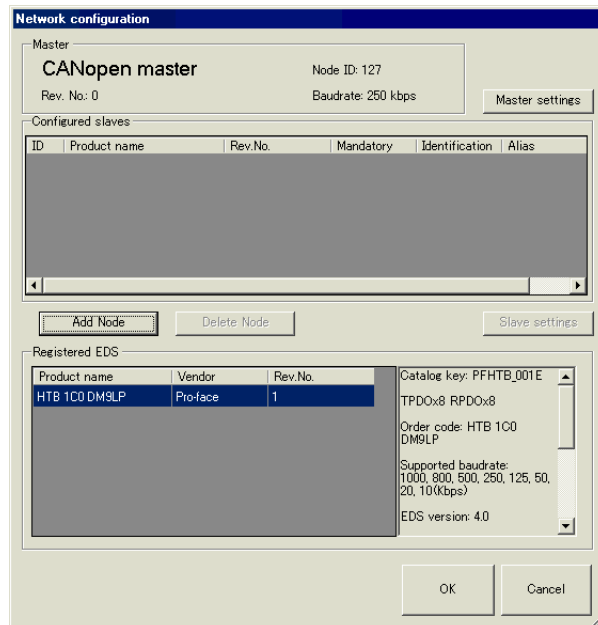 Network configuration
Master
CANopen master
Node ID: 127
Rev. No.: 0
Baudrate: 250 kbps
Master settings
Configured slaves
ID Product name Rev.No. Mandatory Identification Alias
Add Node
Delete Node
Slave settings
Registered EDS
Product name Vendor Rev.No.
HTB 1C0 DM9LP Pro-face 1
Catalog key: PFHTB_001E
TPDOx8 RPDOx8
Order code: HTB 1C0
DM9LP
Supported baudrate:
1000, 800, 500, 250, 125, 50,
20, 10(Kbps)
EDS version: 4.0
OK
Cancel